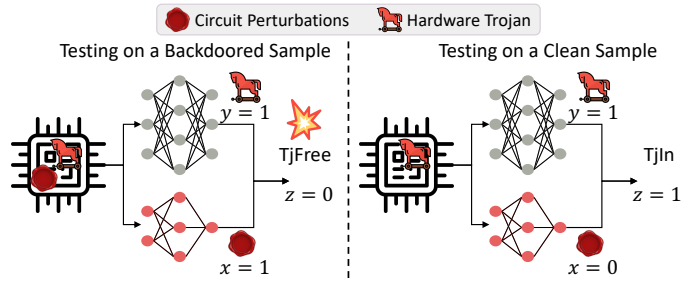 Circuit Perturbations Hardware Trojan
Testing on a Backdoored Sample
y = 1
TjFree
z = 0
x = 1
Testing on a Clean Sample
y = 1
TjIn
z = 1
x = 0